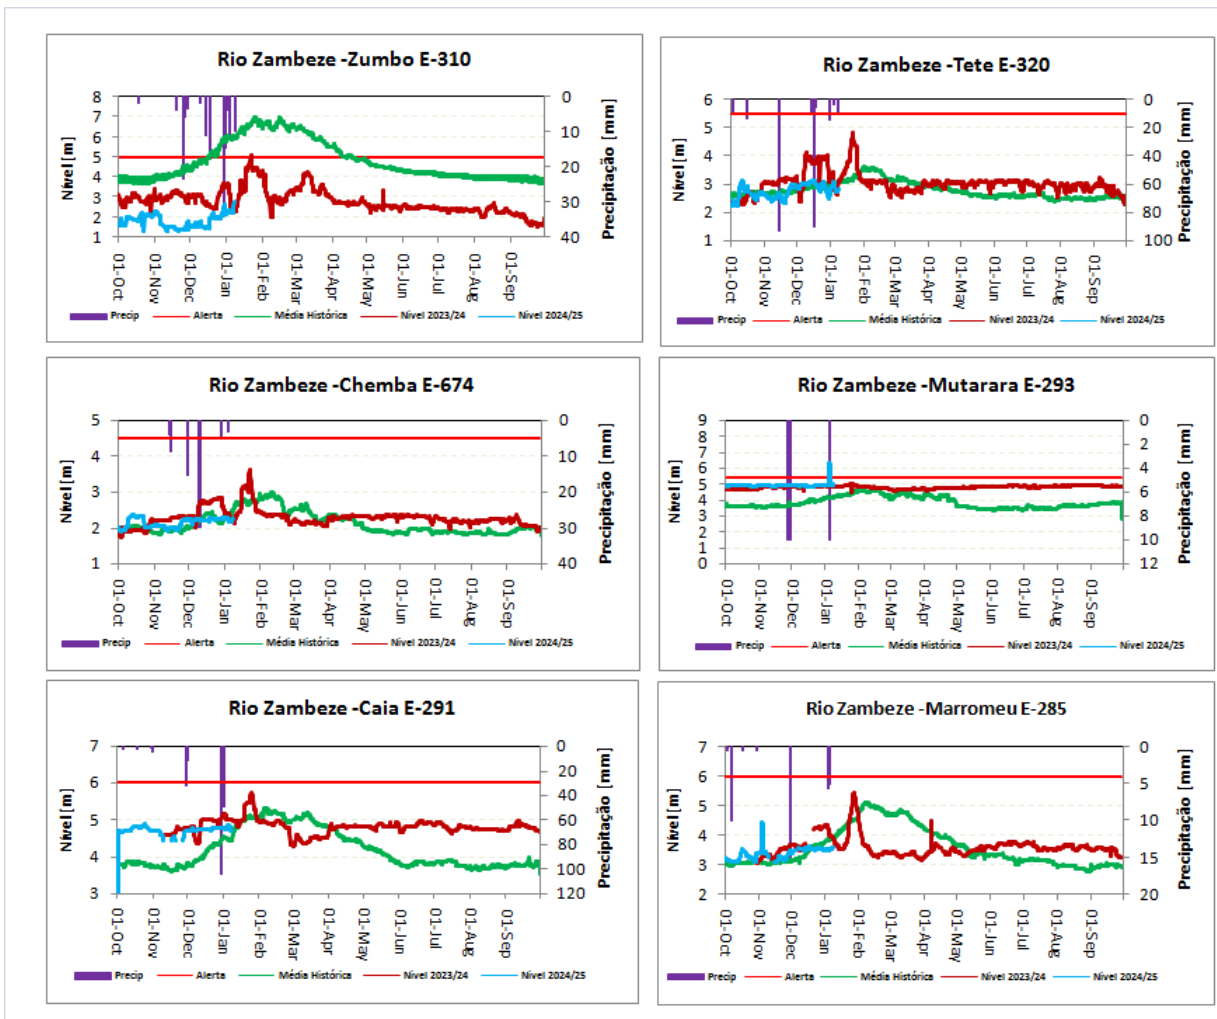 Rio Zambeze -Zumbo E-310
Nível [m]
8
7
6
5
4
3
2
1
0
10
20
30
40
Precipitação [mm]
01-Oct
01-Nov
01-Dec
01-Jan
01-Feb
01-Mar
01-Apr
01-May
01-Jun
01-Jul
01-Aug
01-Sep
Precip Alerta Média Histórica Nivel 2023/24 Nivel 2024/25
Rio Zambeze -Tete E-320
Nível [m]
6
5
4
3
2
1
0
20
40
60
80
100
Precipitação [mm]
01-Oct
01-Nov
01-Dec
01-Jan
01-Feb
01-Mar
01-Apr
01-May
01-Jun
01-Jul
01-Aug
01-Sep
Precip Alerta Média Histórica Nivel 2023/24 Nivel 2024/25
Rio Zambeze -Chemba E-674
Nível [m]
5
4
3
2
1
0
10
20
30
40
Precipitação [mm]
01-Oct
01-Nov
01-Dec
01-Jan
01-Feb
01-Mar
01-Apr
01-May
01-Jun
01-Jul
01-Aug
01-Sep
Precip Alerta Média Histórica Nivel 2023/24 Nivel 2024/25
Rio Zambeze -Mutarara E-293
Nível [m]
9
8
7
6
5
4
3
2
1
0
0
2
4
6
8
10
12
Precipitação [mm]
01-Oct
01-Nov
01-Dec
01-Jan
01-Feb
01-Mar
01-Apr
01-May
01-Jun
01-Jul
01-Aug
01-Sep
Precip Alerta Média Histórica Nivel 2023/24 Nivel 2024/25
Rio Zambeze -Caia E-291
Nível [m]
7
6
5
4
3
0
20
40
60
80
100
120
Precipitação [mm]
01-Oct
01-Nov
01-Dec
01-Jan
01-Feb
01-Mar
01-Apr
01-May
01-Jun
01-Jul
01-Aug
01-Sep
Precip Alerta Média Histórica Nivel 2023/24 Nivel 2024/25
Rio Zambeze -Marromeu E-285
Nível [m]
7
6
5
4
3
2
0
5
10
15
20
Precipitação [mm]
01-Oct
01-Nov
01-Dec
01-Jan
01-Feb
01-Mar
01-Apr
01-May
01-Jun
01-Jul
01-Aug
01-Sep
Precip Alerta Média Histórica Nivel 2023/24 Nivel 2024/25